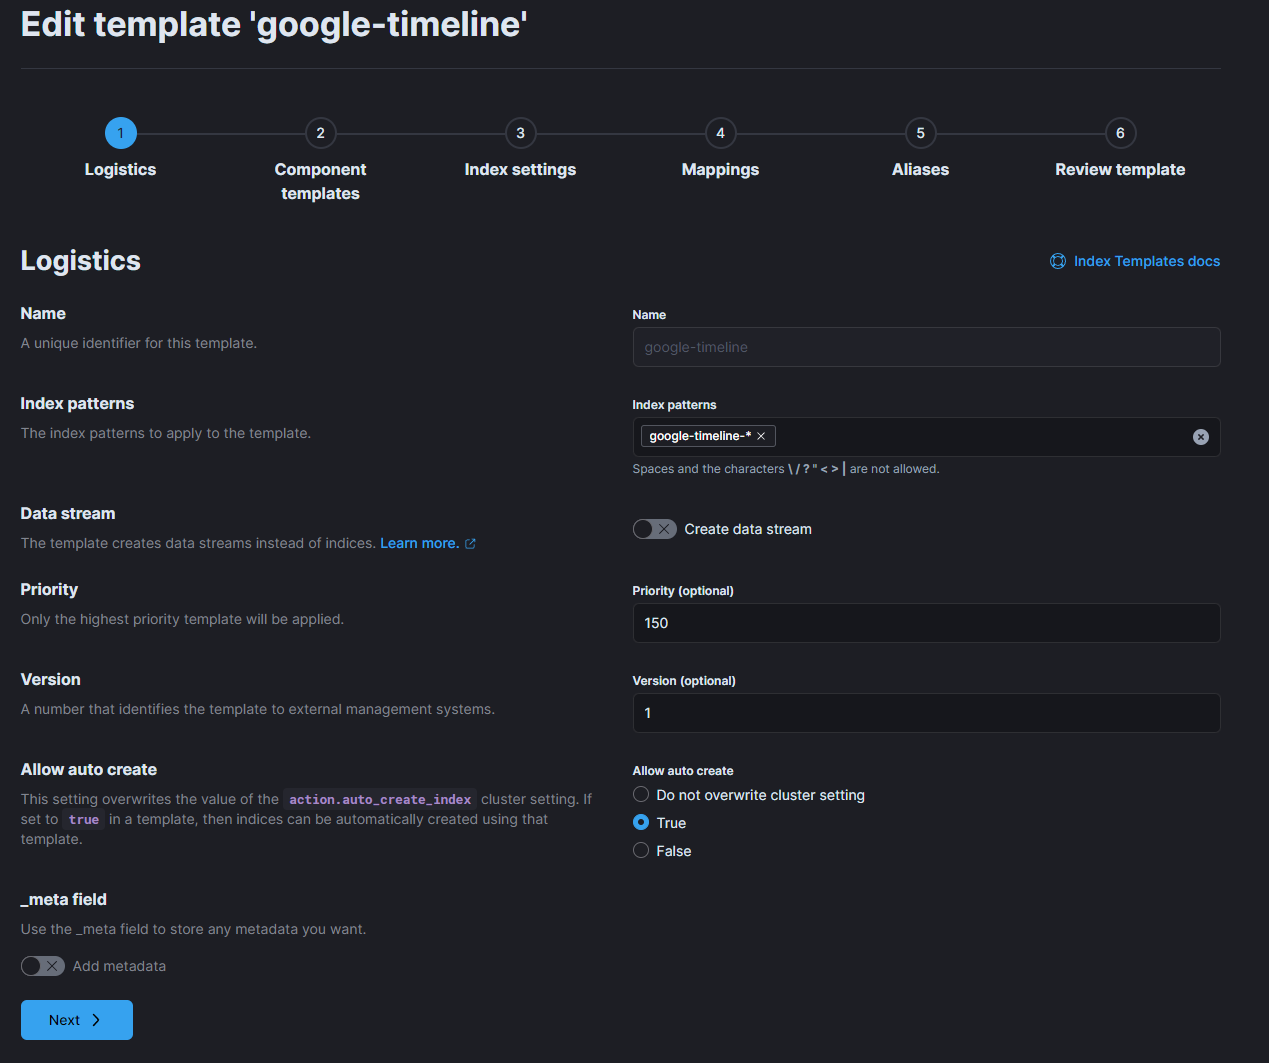 Edit template 'google-timeline'
1
2
3
4
5
6
Logistics
Component
templates
Index settings
Mappings
Aliases
Review template
Logistics
Index Templates docs
Name
A unique identifier for this template.
Name
google-timeline
Index patterns
The index patterns to apply to the template.
Index patterns
google-timeline-*
Spaces and the characters \ / ? " < > | are not allowed.
Data stream
The template creates data streams instead of indices. Learn more.
Create data stream
Priority
Only the highest priority template will be applied.
Priority (optional)
150
Version
A number that identifies the template to external management systems.
Version (optional)
1
Allow auto create
This setting overwrites the value of the action.auto_create_index cluster setting. If
set to true in a template, then indices can be automatically created using that
template.
Allow auto create
Do not overwrite cluster setting
True
False
_meta field
Use the _meta field to store any metadata you want.
Add metadata
Next